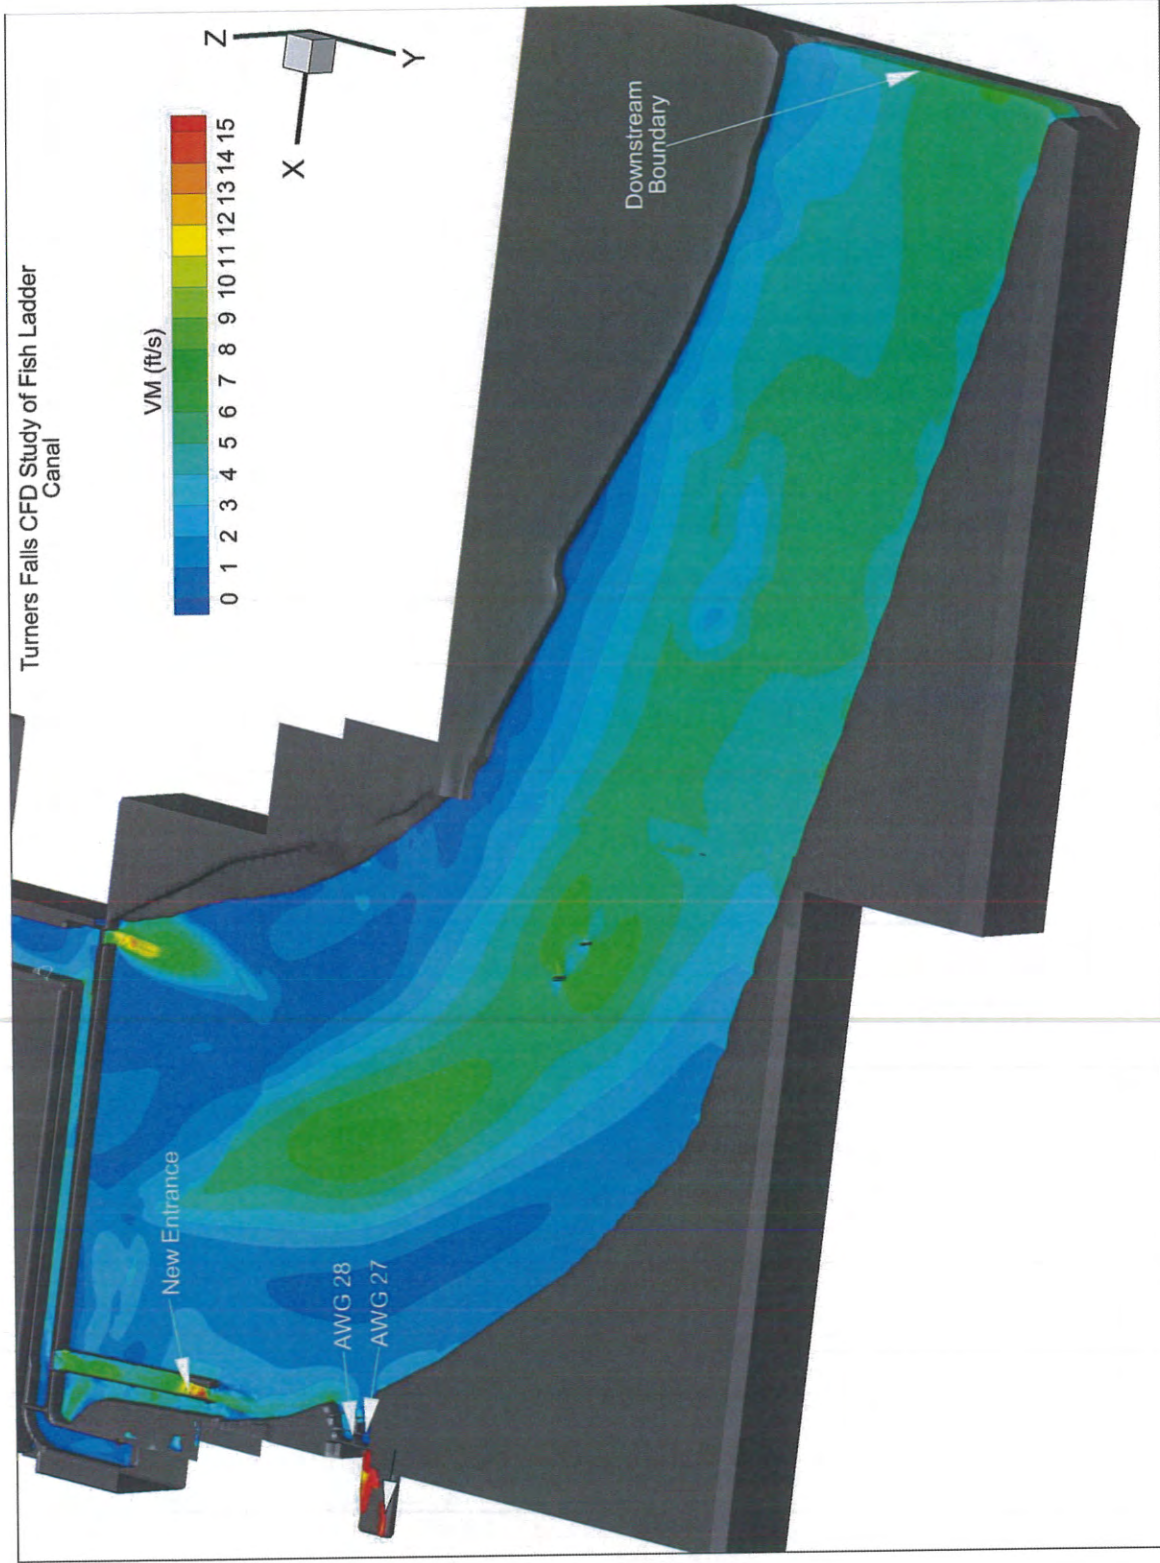 Turners Falls CFD Study of Fish Ladder
Canal
VM (ft/s)
0 1 2 3 4 5 6 7 8 9 10 11 12 13 14 15
Z
X
Y
New Entrance
AWG 28
AWG 27
Downstream
Boundary